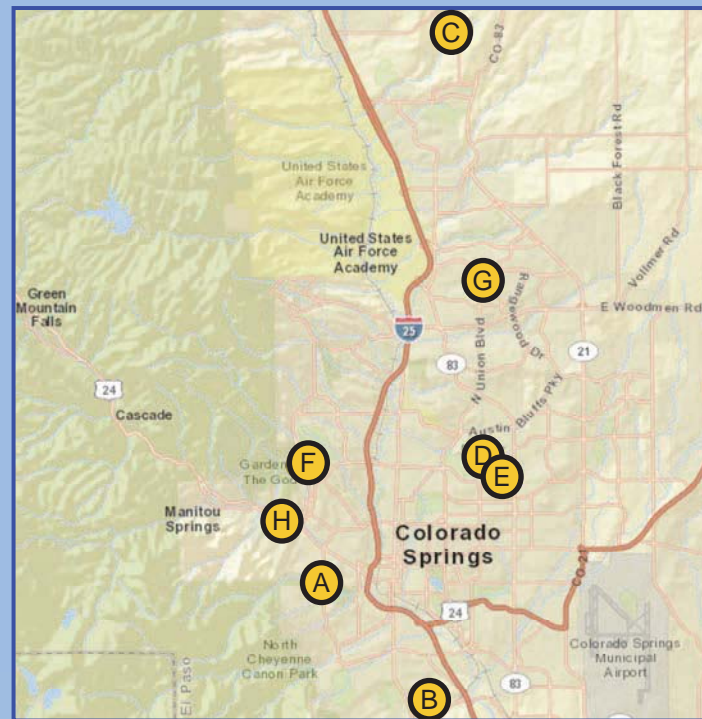 C
CO-83
United States
Air Force
Academy
Black Forest Rd
United States
Air Force
Academy
Vollmer Rd
G
Rangewood Dr
Green
Mountain
Falls
E Woodmen Rd
25
N Union Blvd
83
21
24
Cascade
Austin Bluffs Pky
D
E
F
Garden
The Go
Manitou
Springs
H
Colorado
Springs
A
CO-21
24
North
Cheyenne
Canon Park
Colorado Springs
Municipal
Airport
El Paso
83
B